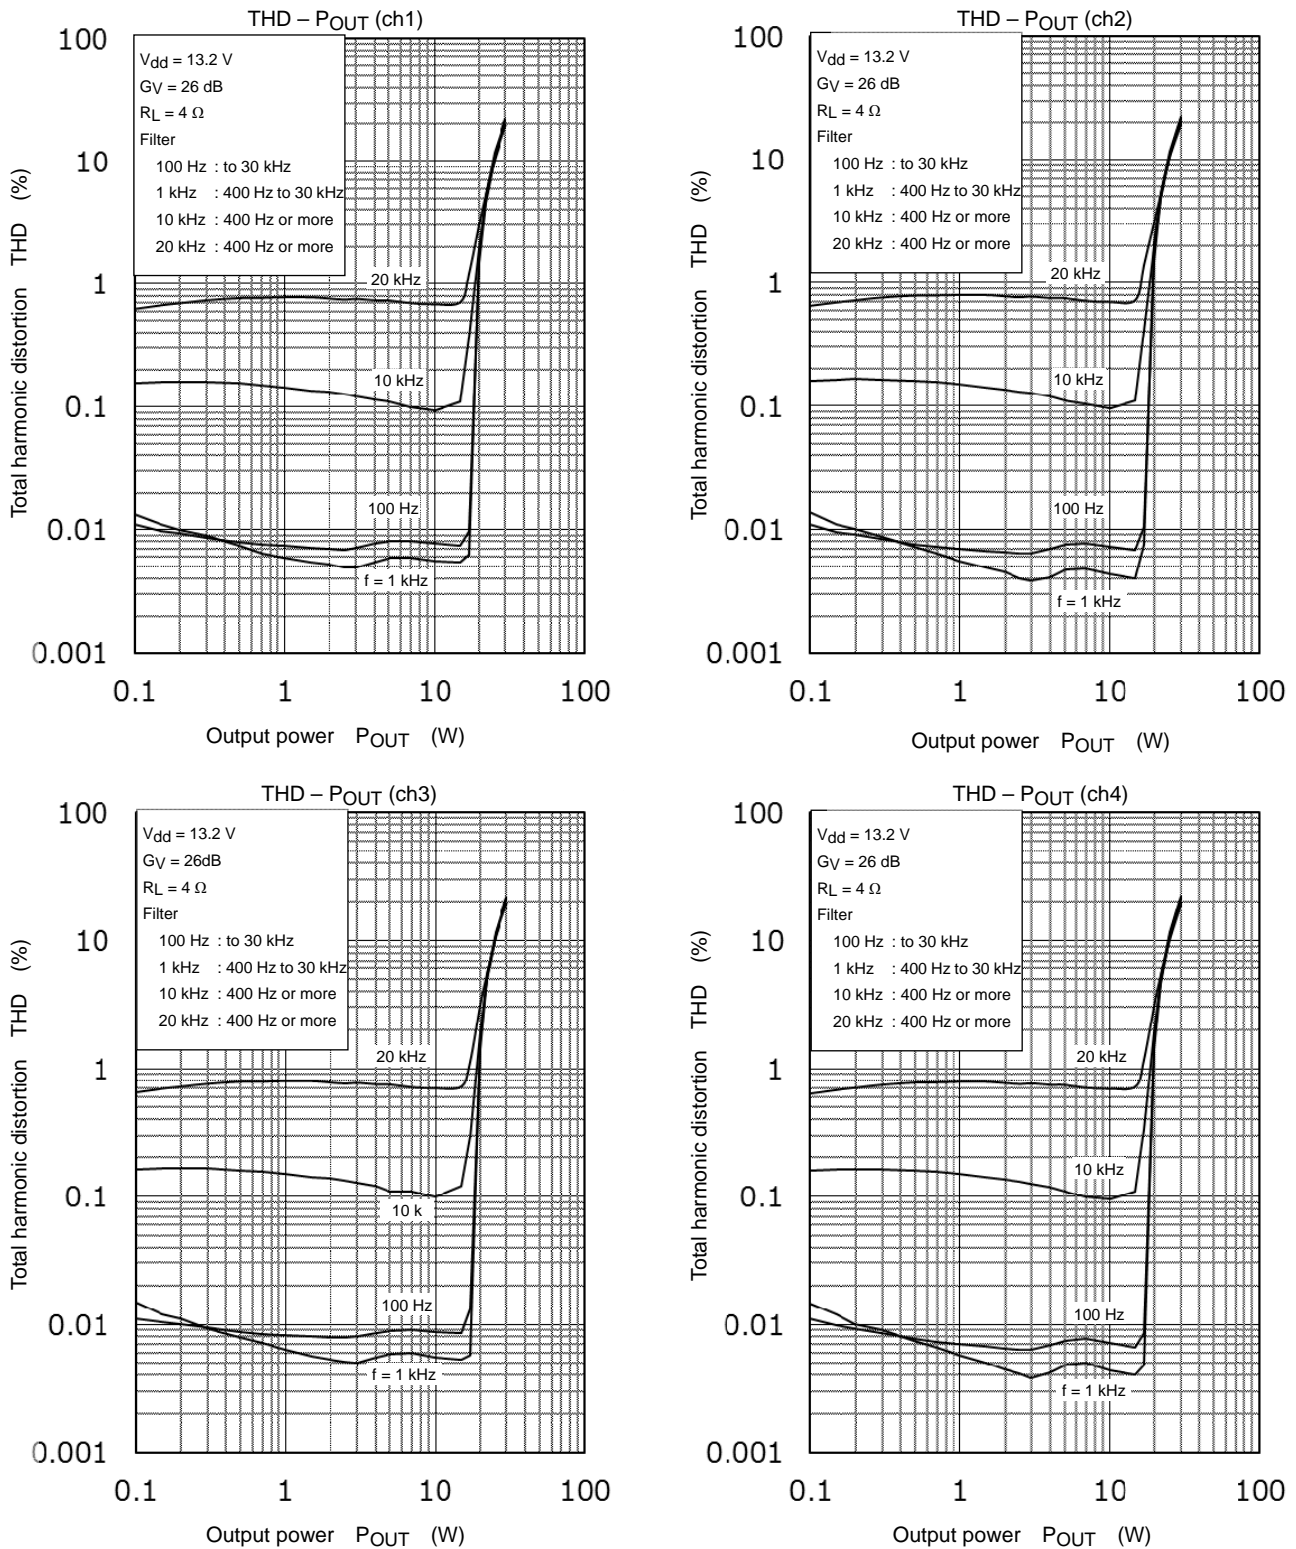 THD – POUT (ch1)
100
10
1
0.1
0.01
0.001
Total harmonic distortion THD (%)
Vdd = 13.2 V
GV = 26 dB
RL = 4 Ω
Filter
100 Hz : to 30 kHz
1 kHz : 400 Hz to 30 kHz
10 kHz : 400 Hz or more
20 kHz : 400 Hz or more
20 kHz
10 kHz
100 Hz
f = 1 kHz
0.1 1 10 100
Output power POUT (W)
THD – POUT (ch2)
100
10
1
0.1
0.01
0.001
Total harmonic distortion THD (%)
Vdd = 13.2 V
GV = 26 dB
RL = 4 Ω
Filter
100 Hz : to 30 kHz
1 kHz : 400 Hz to 30 kHz
10 kHz : 400 Hz or more
20 kHz : 400 Hz or more
20 kHz
10 kHz
100 Hz
f = 1 kHz
0.1 1 10 100
Output power POUT (W)
THD – POUT (ch3)
100
10
1
0.1
0.01
0.001
Total harmonic distortion THD (%)
Vdd = 13.2 V
GV = 26dB
RL = 4 Ω
Filter
100 Hz : to 30 kHz
1 kHz : 400 Hz to 30 kHz
10 kHz : 400 Hz or more
20 kHz : 400 Hz or more
20 kHz
10 k
100 Hz
f = 1 kHz
0.1 1 10 100
Output power POUT (W)
THD – POUT (ch4)
100
10
1
0.1
0.01
0.001
Total harmonic distortion THD (%)
Vdd = 13.2 V
GV = 26 dB
RL = 4 Ω
Filter
100 Hz : to 30 kHz
1 kHz : 400 Hz to 30 kHz
10 kHz : 400 Hz or more
20 kHz : 400 Hz or more
20 kHz
10 kHz
100 Hz
f = 1 kHz
0.1 1 10 100
Output power POUT (W)